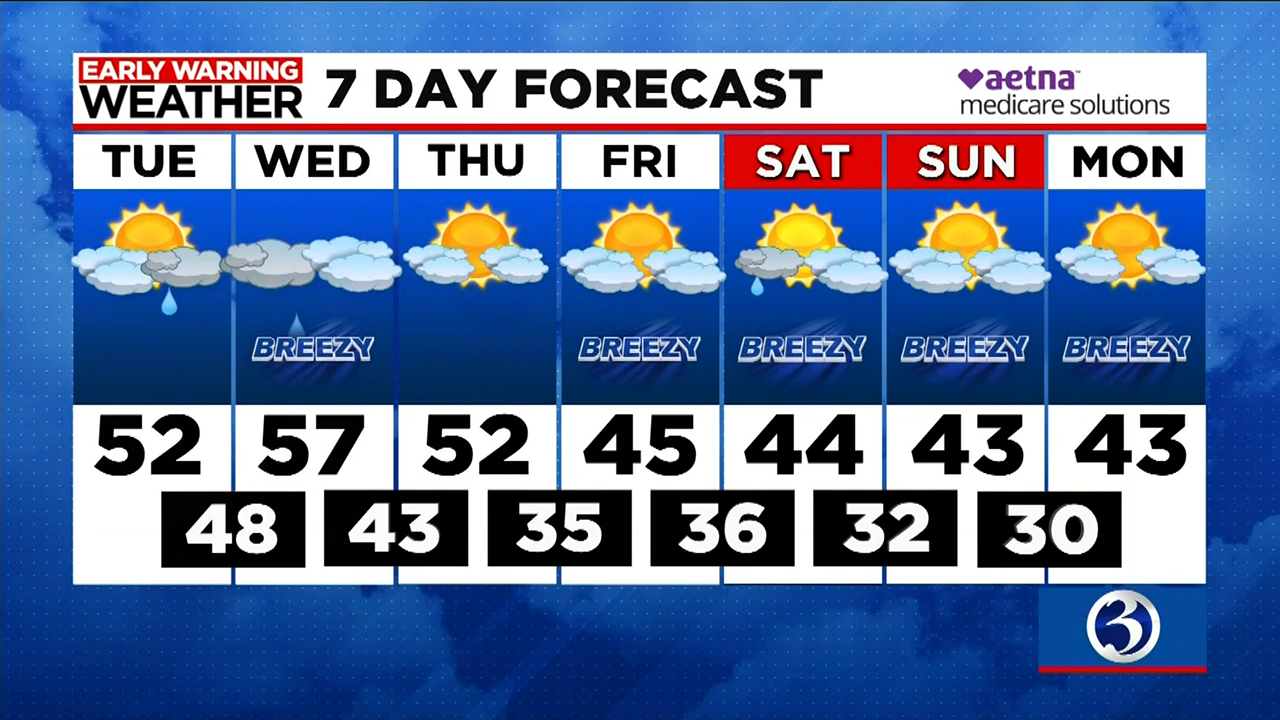 EARLY WARNING
WEATHER
7 DAY FORECAST
aetna™
medicare solutions
TUE WED THU FRI SAT SUN MON
BREEZY BREEZY BREEZY BREEZY BREEZY
52 57 52 45 44 43 43
48 43 35 36 32 30
3